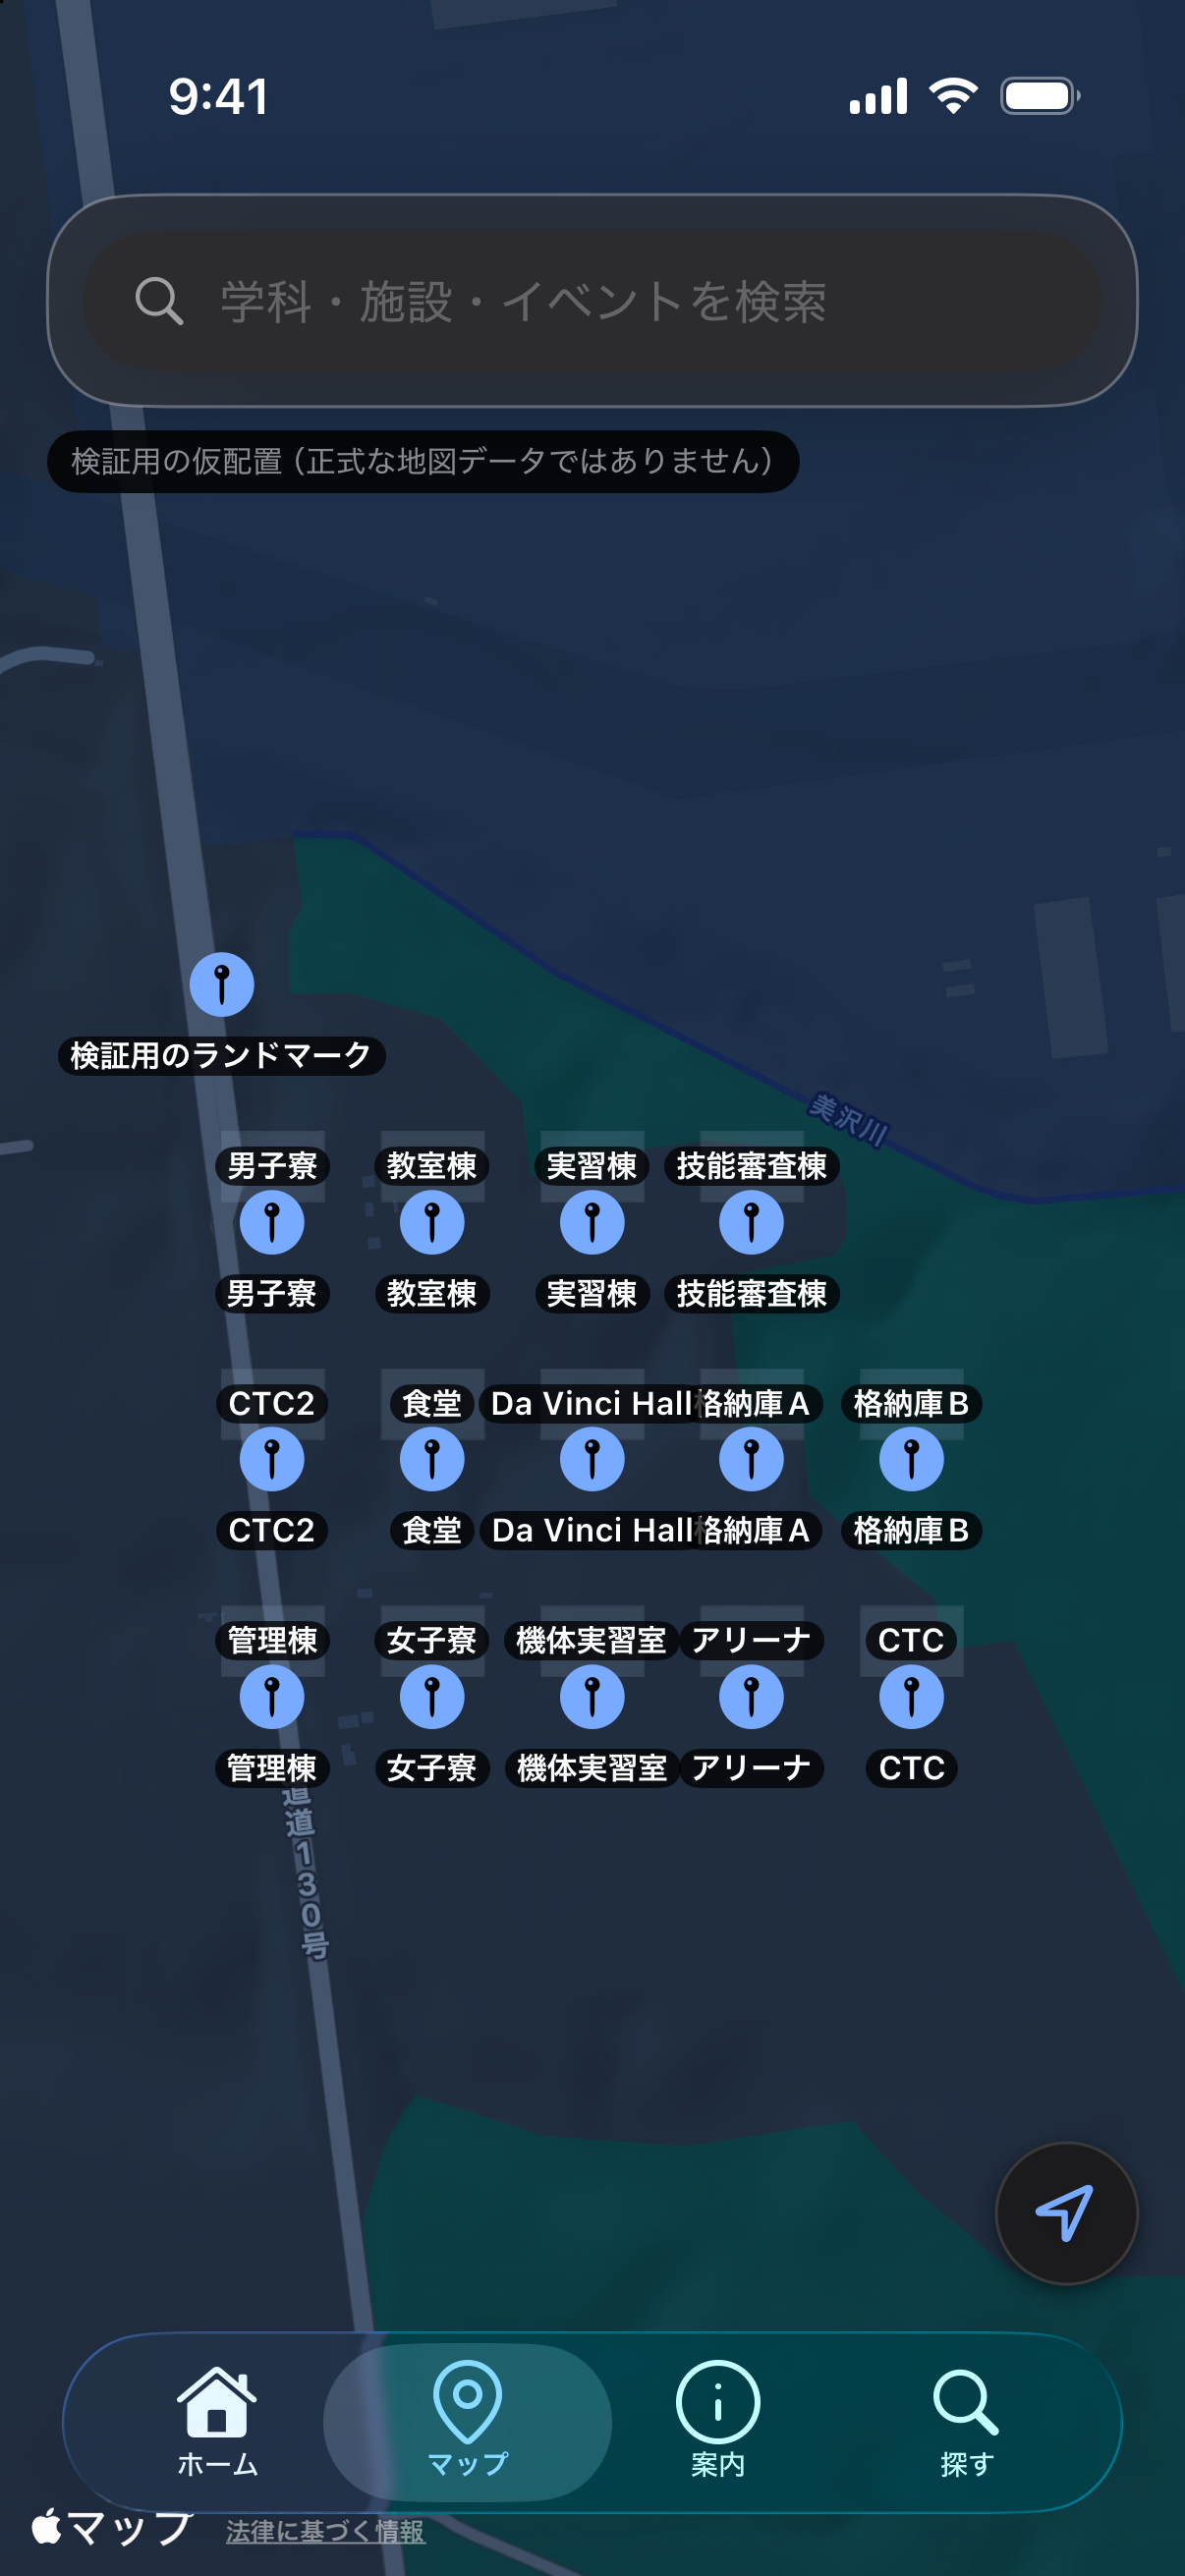 9:41
学科・施設・イベントを検索
検証用の仮配置（正式な地図データではありません）
検証用のランドマーク
美沢川
男子寮 教室棟 実習棟 技能審査棟
男子寮 教室棟 実習棟 技能審査棟
CTC2 食堂 Da Vinci Hall 格納庫A 格納庫B
CTC2 食堂 Da Vinci Hall 格納庫A 格納庫B
管理棟 女子寮 機体実習室 アリーナ CTC
管理棟 女子寮 機体実習室 アリーナ CTC
道道130号
ホーム マップ 案内 探す
マップ 法律に基づく情報